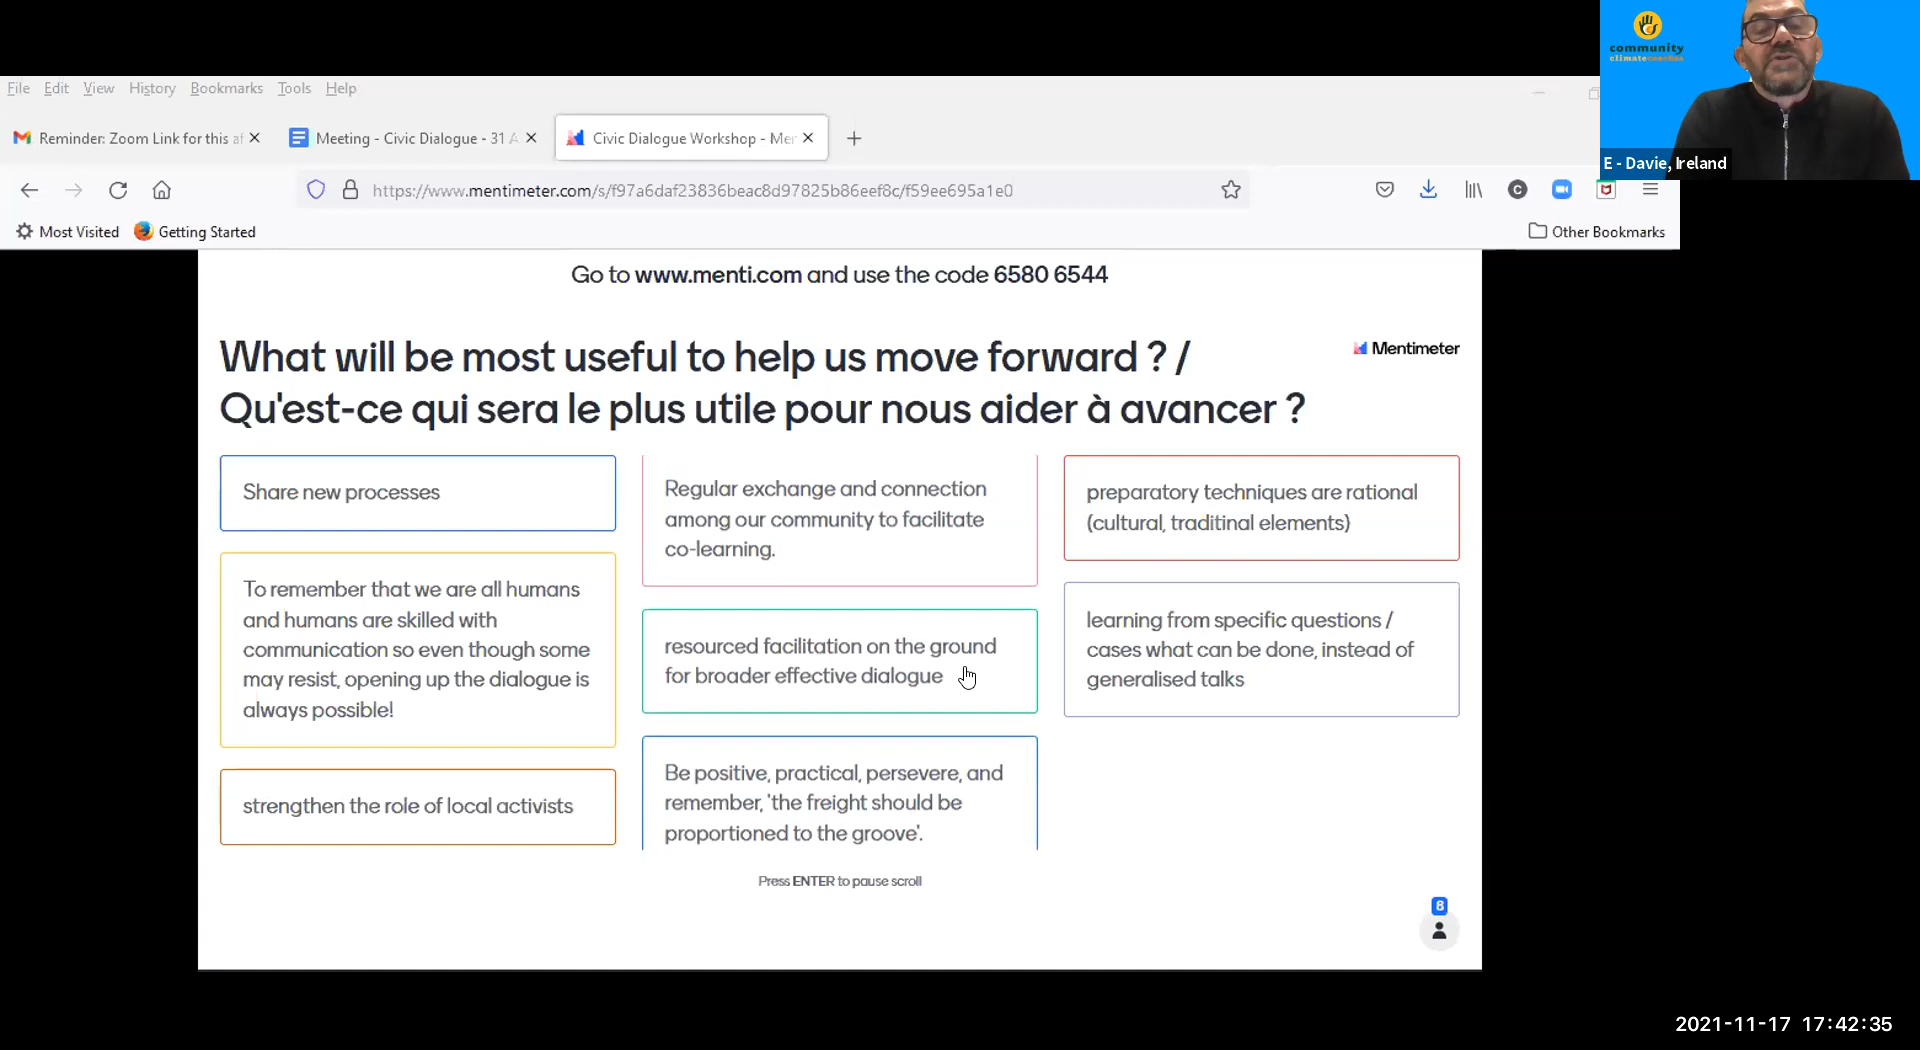 community
climatecoaches
E - Davie, Ireland
File Edit View History Bookmarks Tools Help
Reminder: Zoom Link for this af
Meeting - Civic Dialogue - 31 A
Civic Dialogue Workshop - Men
https://www.mentimeter.com/s/f97a6daf23836beac8d97825b86eef8c/f59ee695a1e0
Most Visited Getting Started Other Bookmarks
Go to www.menti.com and use the code 6580 6544
What will be most useful to help us move forward ? /
Qu'est-ce qui sera le plus utile pour nous aider à avancer ?
Mentimeter
Share new processes
To remember that we are all humans
and humans are skilled with
communication so even though some
may resist, opening up the dialogue is
always possible!
strengthen the role of local activists
Regular exchange and connection
among our community to facilitate
co-learning.
resourced facilitation on the ground
for broader effective dialogue
Be positive, practical, persevere, and
remember, 'the freight should be
proportioned to the groove'.
preparatory techniques are rational
(cultural, traditinal elements)
learning from specific questions /
cases what can be done, instead of
generalised talks
Press ENTER to pause scroll
8
2021-11-17 17:42:35